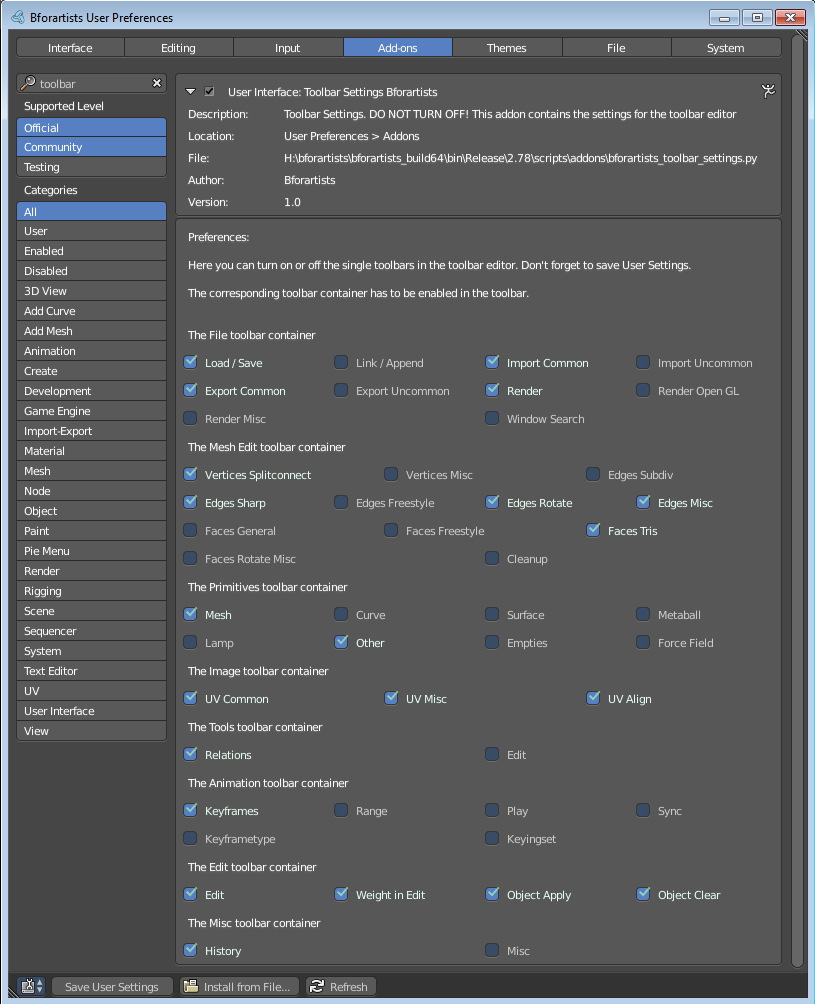 Bforartists User Preferences
Interface Editing Input Add-ons Themes File System
toolbar
Supported Level
Official
Community
Testing
Categories
All
User
Enabled
Disabled
3D View
Add Curve
Add Mesh
Animation
Create
Development
Game Engine
Import-Export
Material
Mesh
Node
Object
Paint
Pie Menu
Render
Rigging
Scene
Sequencer
System
Text Editor
UV
User Interface
View
User Interface: Toolbar Settings Bforartists
Description: Toolbar Settings. DO NOT TURN OFF! This addon contains the settings for the toolbar editor
Location: User Preferences > Addons
File: H:\bforartists\bforartists_build64\bin\Release\2.78\scripts\addons\bforartists_toolbar_settings.py
Author: Bforartists
Version: 1.0
Preferences:
Here you can turn on or off the single toolbars in the toolbar editor. Don't forget to save User Settings.
The corresponding toolbar container has to be enabled in the toolbar.
The File toolbar container
Load / Save Link / Append Import Common Import Uncommon
Export Common Export Uncommon Render Render Open GL
Render Misc Window Search
The Mesh Edit toolbar container
Vertices Splitconnect Vertices Misc Edges Subdiv
Edges Sharp Edges Freestyle Edges Rotate Edges Misc
Faces General Faces Freestyle Faces Tris
Faces Rotate Misc Cleanup
The Primitives toolbar container
Mesh Curve Surface Metaball
Lamp Other Empties Force Field
The Image toolbar container
UV Common UV Misc UV Align
The Tools toolbar container
Relations Edit
The Animation toolbar container
Keyframes Range Play Sync
Keyframetype Keyingset
The Edit toolbar container
Edit Weight in Edit Object Apply Object Clear
The Misc toolbar container
History Misc
Save User Settings Install from File... Refresh